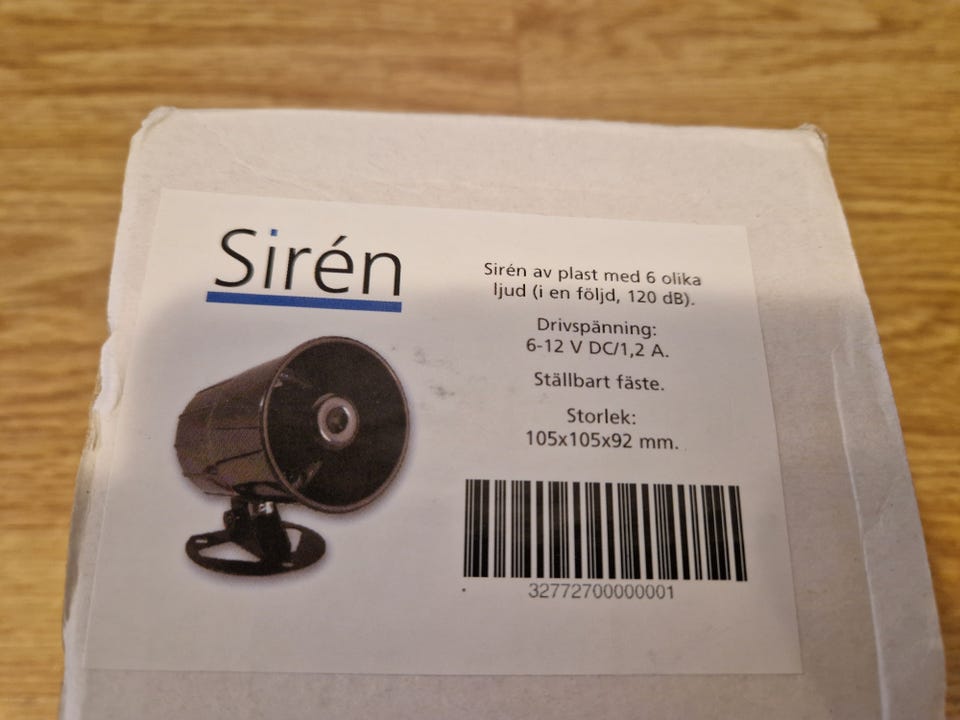 Sirén
Sirén av plast med 6 olika
ljud (i en följd, 120 dB).
Drivspänning:
6-12 V DC/1,2 A.
Ställbart fäste.
Storlek:
105x105x92 mm.
32772700000001